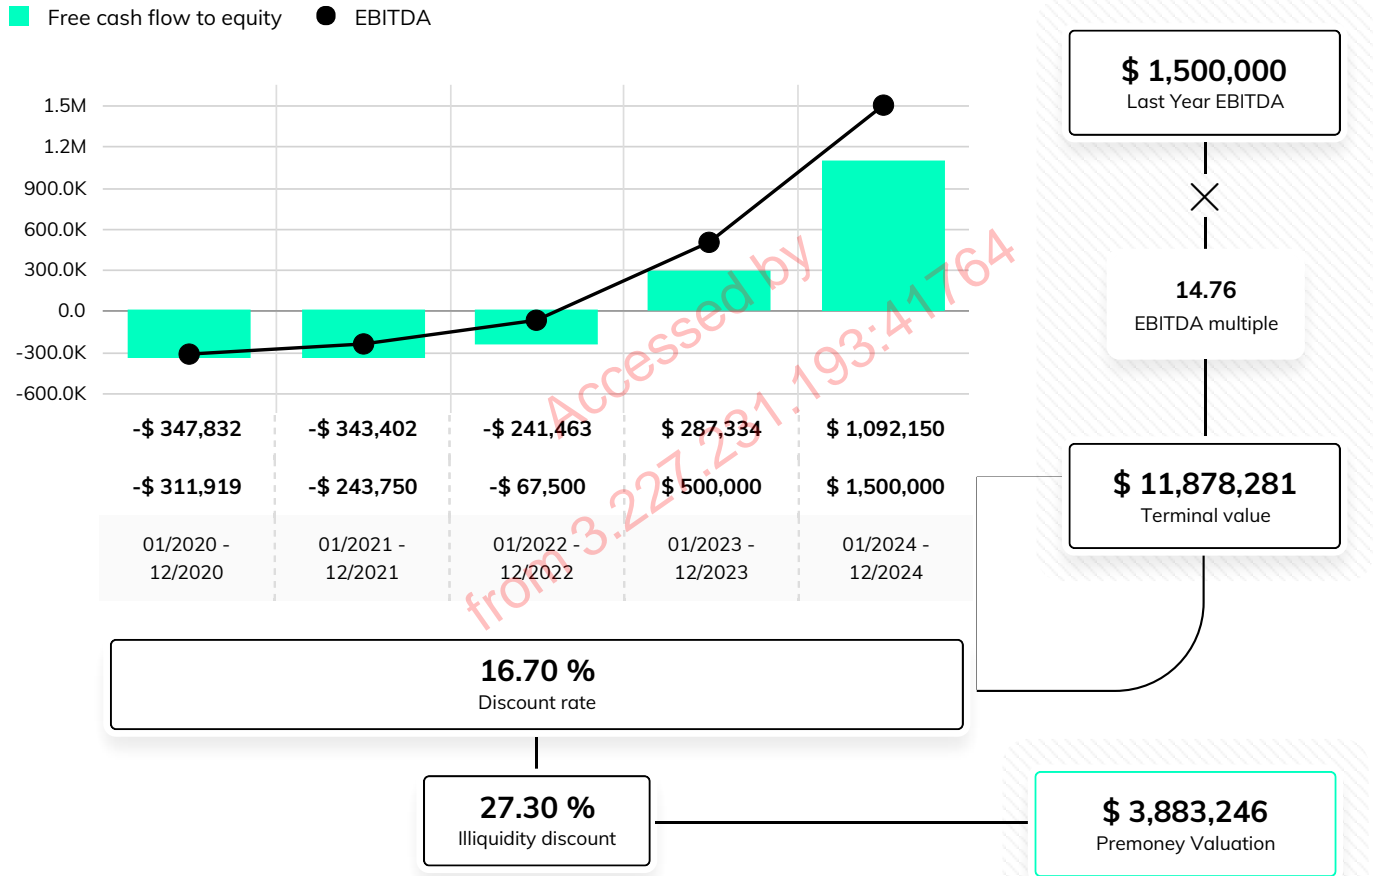 Free cash flow to equity
EBITDA
1.5M
1.2M
900.0K
600.0K
300.0K
0.0
-300.0K
-600.0K
-$ 347,832
-$ 343,402
-$ 241,463
$ 287,334
$ 1,092,150
-$ 311,919
-$ 243,750
-$ 67,500
$ 500,000
$ 1,500,000
01/2020 -
12/2020
01/2021 -
12/2021
01/2022 -
12/2022
01/2023 -
12/2023
01/2024 -
12/2024
Accessed by
from 3.227.231.193:41764
$ 1,500,000
Last Year EBITDA
14.76
EBITDA multiple
$ 11,878,281
Terminal value
16.70 %
Discount rate
27.30 %
Illiquidity discount
$ 3,883,246
Premoney Valuation